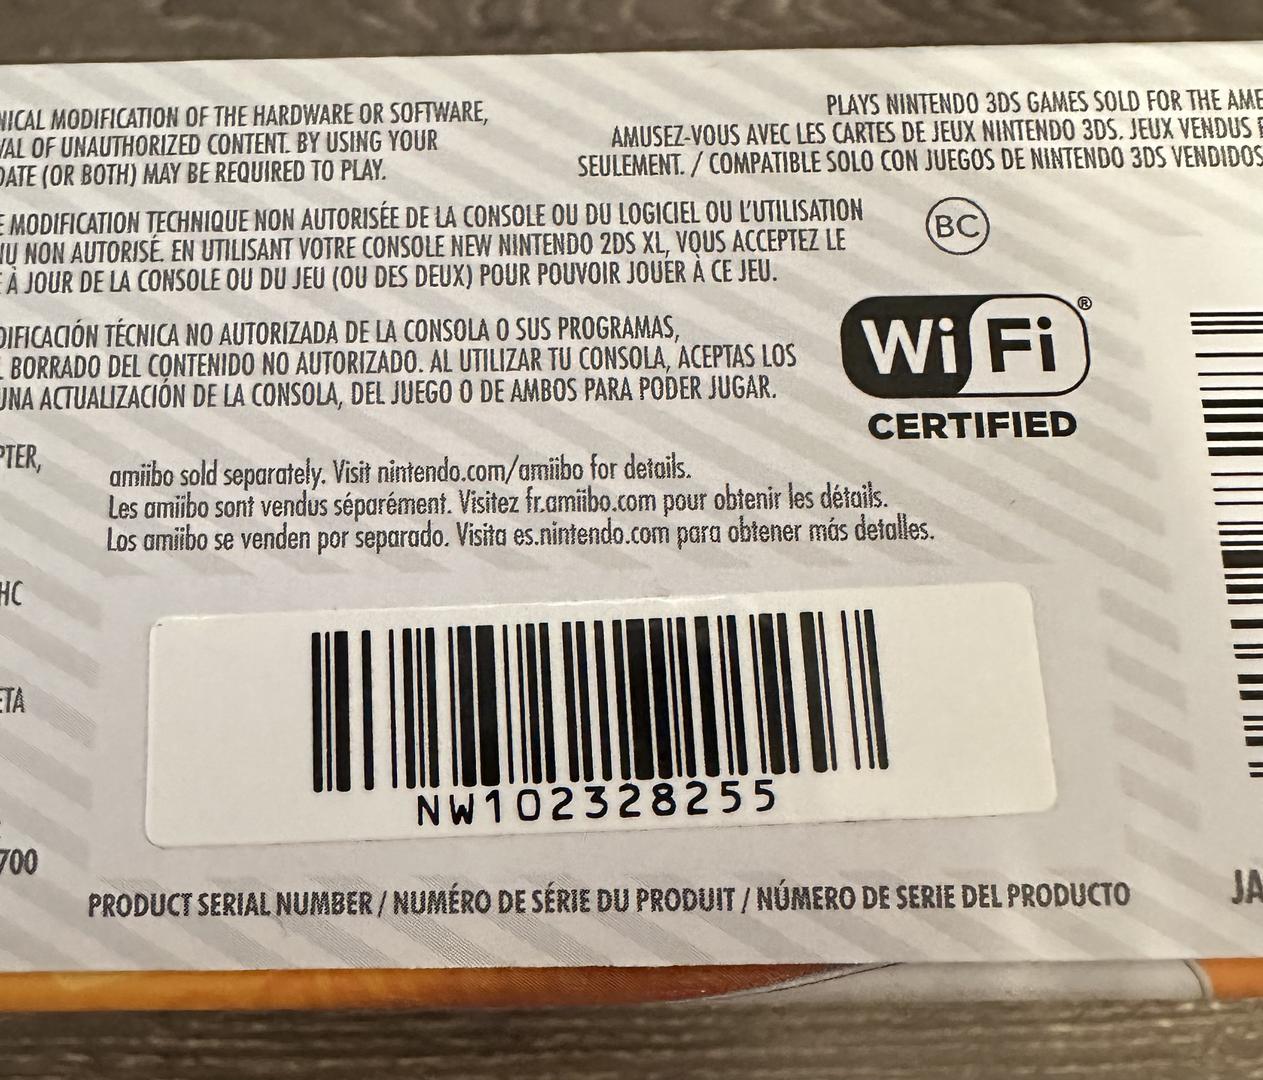 NICAL MODIFICATION OF THE HARDWARE OR SOFTWARE,
VAL OF UNAUTHORIZED CONTENT. BY USING YOUR
DATE (OR BOTH) MAY BE REQUIRED TO PLAY.
PLAYS NINTENDO 3DS GAMES SOLD FOR THE AME
AMUSEZ-VOUS AVEC LES CARTES DE JEUX NINTENDO 3DS. JEUX VENDUS
SEULEMENT. / COMPATIBLE SOLO CON JUEGOS DE NINTENDO 3DS VENDIDOS
E MODIFICATION TECHNIQUE NON AUTORISÉE DE LA CONSOLE OU DU LOGICIEL OU L'UTILISATION
NU NON AUTORISÉ. EN UTILISANT VOTRE CONSOLE NEW NINTENDO 2DS XL, VOUS ACCEPTEZ LE
E À JOUR DE LA CONSOLE OU DU JEU (OU DES DEUX) POUR POUVOIR JOUER À CE JEU.
BC
DIFICACIÓN TÉCNICA NO AUTORIZADA DE LA CONSOLA O SUS PROGRAMAS,
L BORRADO DEL CONTENIDO NO AUTORIZADO. AL UTILIZAR TU CONSOLA, ACEPTAS LOS
UNA ACTUALIZACIÓN DE LA CONSOLA, DEL JUEGO O DE AMBOS PARA PODER JUGAR.
Wi Fi®
CERTIFIED
PTER,
amiibo sold separately. Visit nintendo.com/amiibo for details.
Les amiibo sont vendus séparément. Visitez fr.amiibo.com pour obtenir les détails.
Los amiibo se venden por separado. Visita es.nintendo.com para obtener más detalles.
HC
ETA
700
NW102328255
PRODUCT SERIAL NUMBER / NUMÉRO DE SÉRIE DU PRODUIT / NÚMERO DE SERIE DEL PRODUCTO
JA